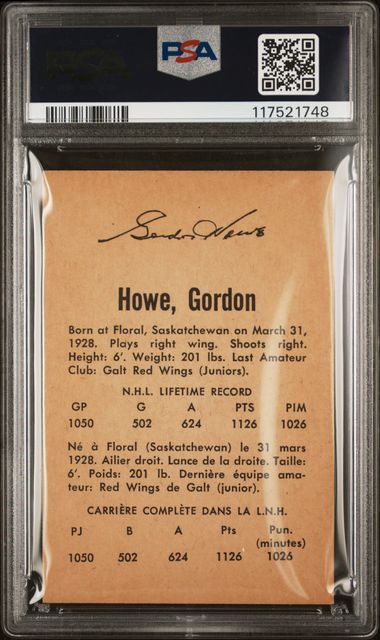 PSA
117521748
Gordon Howe
Howe, Gordon
Born at Floral, Saskatchewan on March 31,
1928. Plays right wing. Shoots right.
Height: 6'. Weight: 201 lbs. Last Amateur
Club: Galt Red Wings (Juniors).
N.H.L. LIFETIME RECORD
GP G A PTS PIM
1050 502 624 1126 1026
Né à Floral (Saskatchewan) le 31 mars
1928. Ailier droit. Lance de la droite. Taille:
6'. Poids: 201 lb. Dernière équipe ama-
teur: Red Wings de Galt (junior).
CARRIÈRE COMPLÈTE DANS LA L.N.H.
PJ B A Pts Pun.
(minutes)
1050 502 624 1126 1026